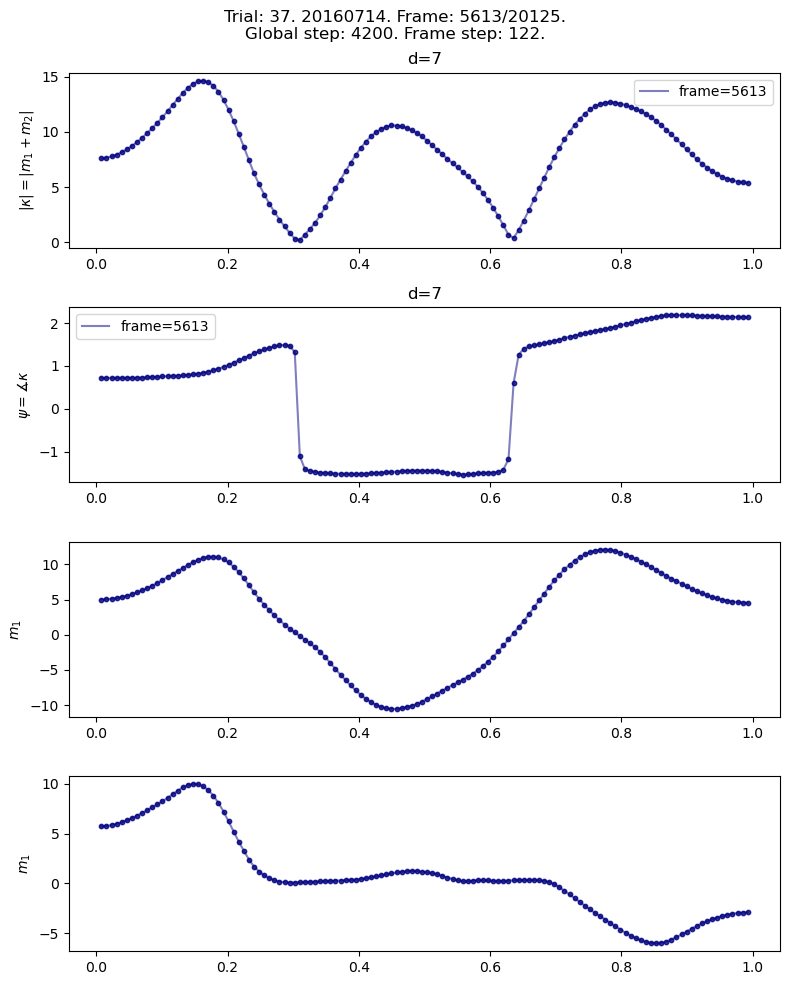 Trial: 37. 20160714. Frame: 5613/20125.
Global step: 4200. Frame step: 122.
d=7
|κ| = |m₁ + m₂|
15
10
5
0
frame=5613
0.0 0.2 0.4 0.6 0.8 1.0
d=7
ψ = ∡κ
2
1
0
−1
frame=5613
0.0 0.2 0.4 0.6 0.8 1.0
m₁
10
5
0
−5
−10
0.0 0.2 0.4 0.6 0.8 1.0
m₁
10
5
0
−5
0.0 0.2 0.4 0.6 0.8 1.0